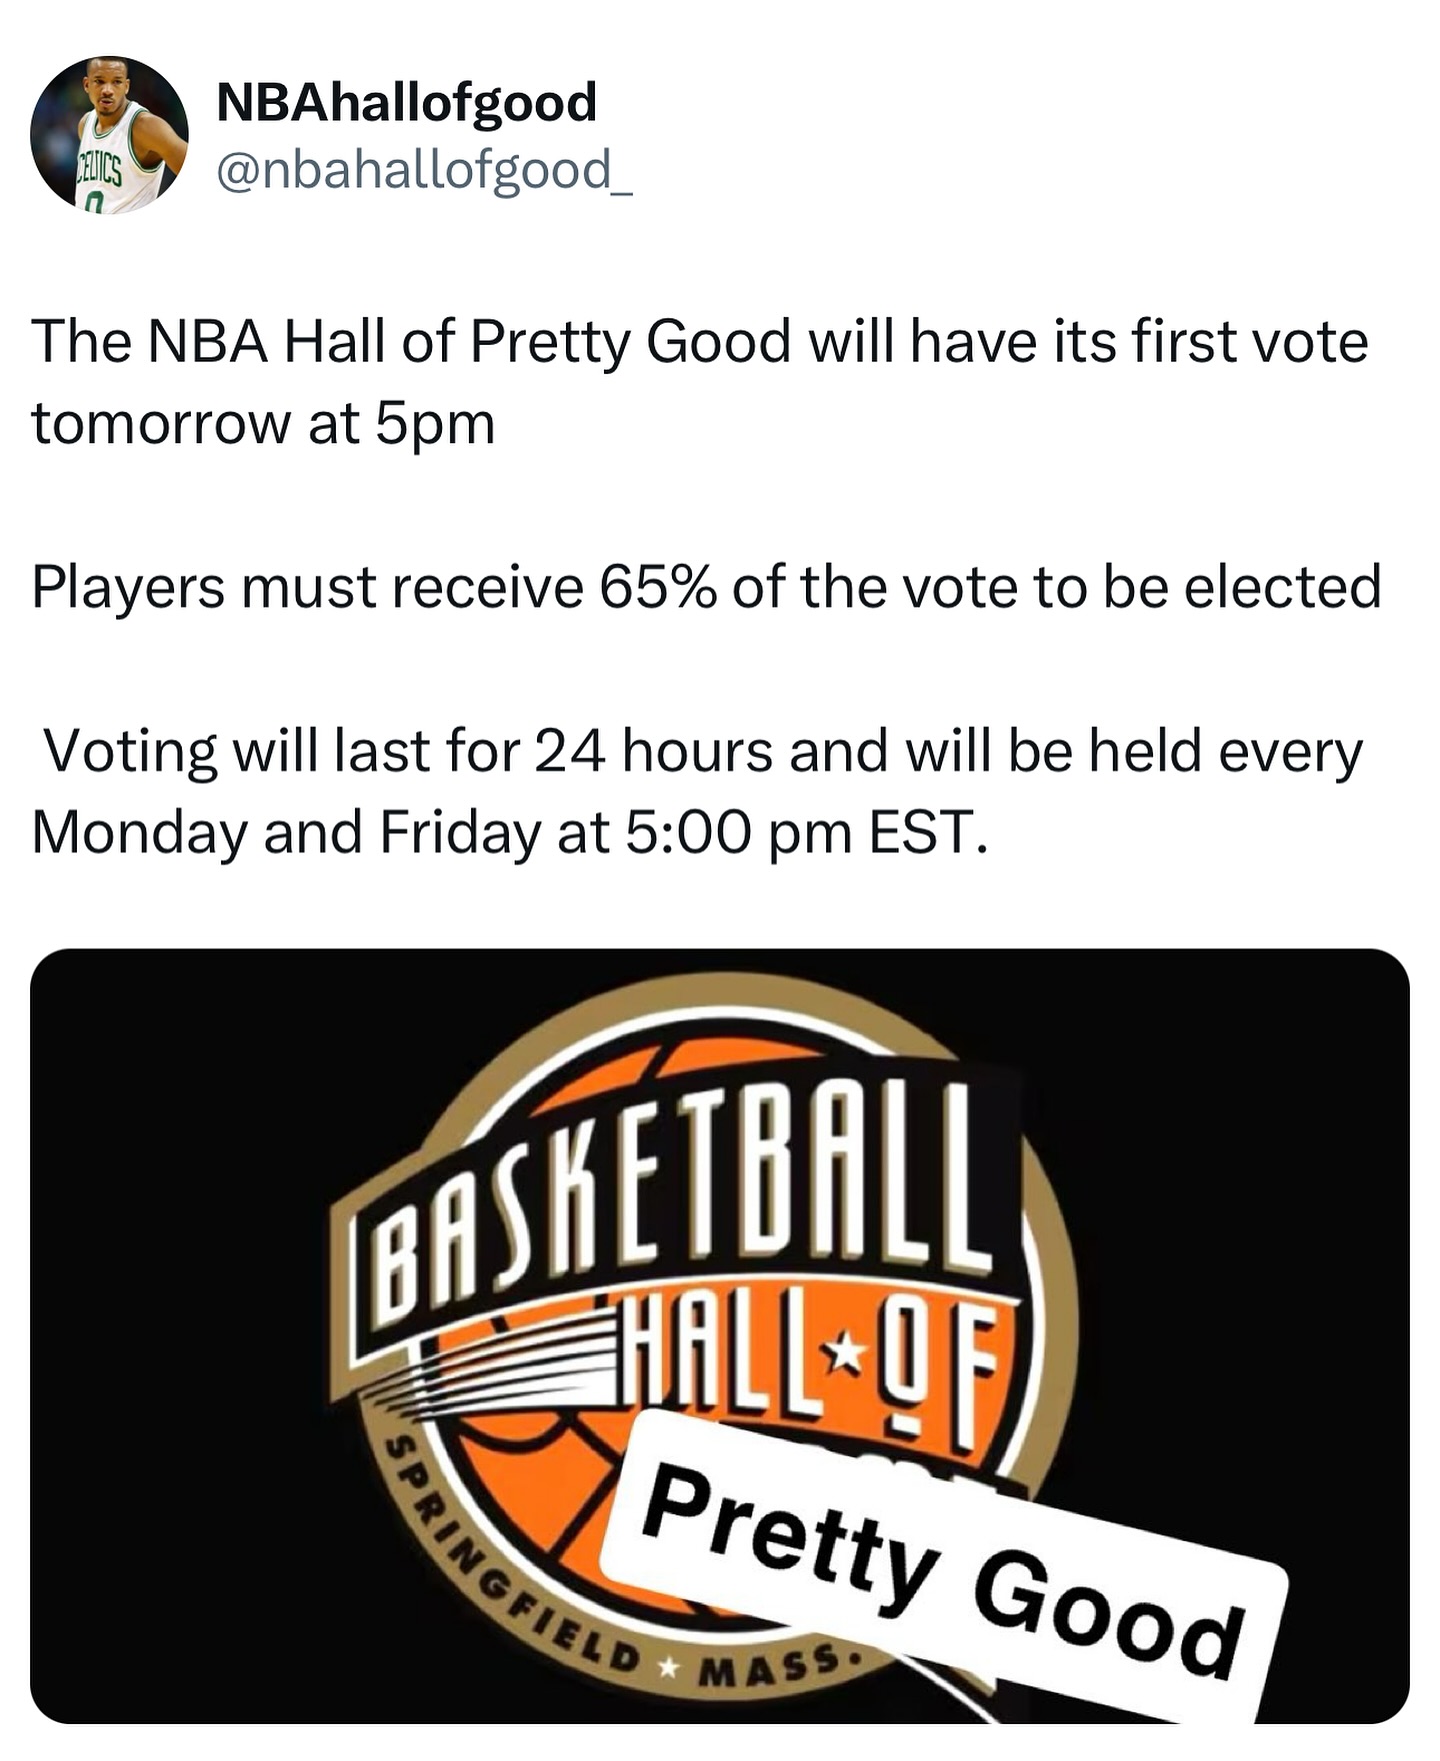 NBAhallofgood
@nbahallofgood_
The NBA Hall of Pretty Good will have its first vote
tomorrow at 5pm
Players must receive 65% of the vote to be elected
Voting will last for 24 hours and will be held every
Monday and Friday at 5:00 pm EST.
CELTICS
0
BASKETBALL
HALL★OF
Pretty Good
SPRINGFIELD ★ MASS.